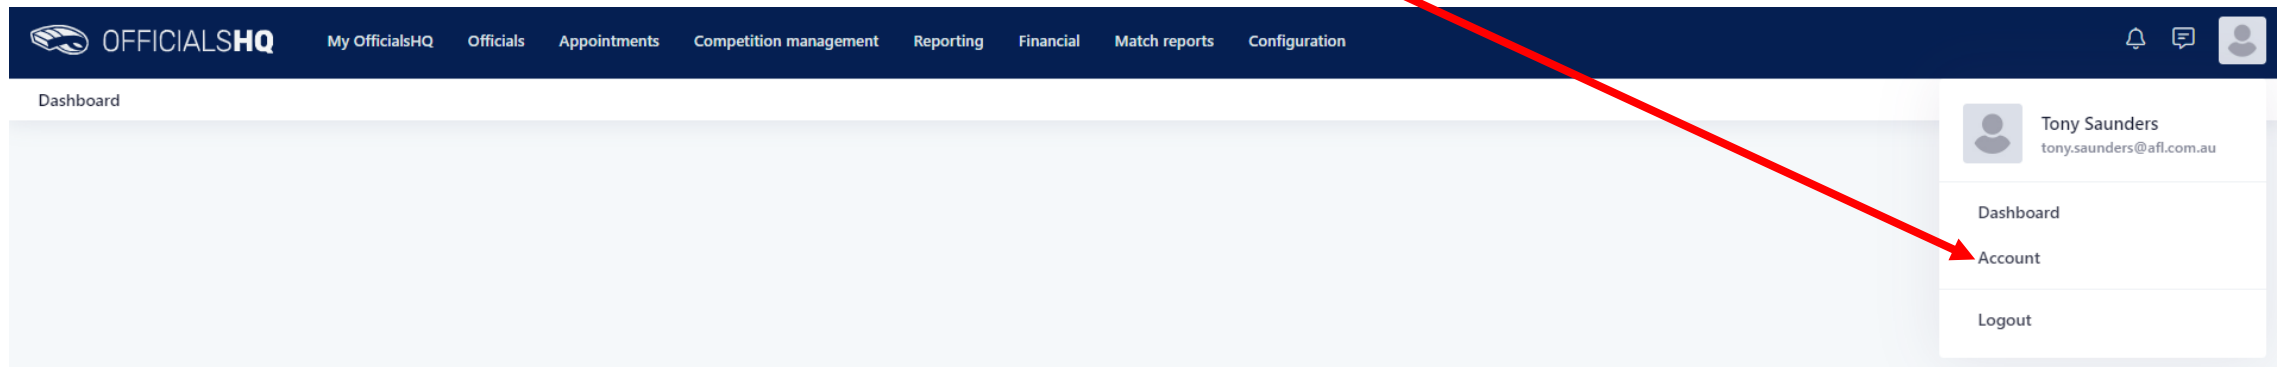 OFFICIALSHQ My OfficialsHQ Officials Appointments Competition management Reporting Financial Match reports Configuration
Dashboard
Tony Saunders
tony.saunders@afl.com.au
Dashboard
Account
Logout